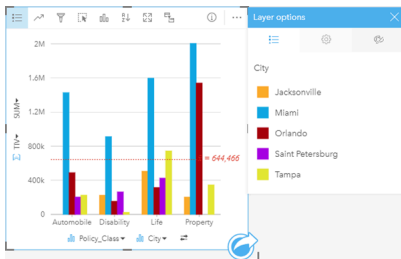 Layer options
City
Jacksonville
Miami
Orlando
Saint Petersburg
Tampa
SUM
TIV
2M
1.6M
1.2M
800k
400k
0
= 644,466
Automobile Disability Life Property
Policy_Class City